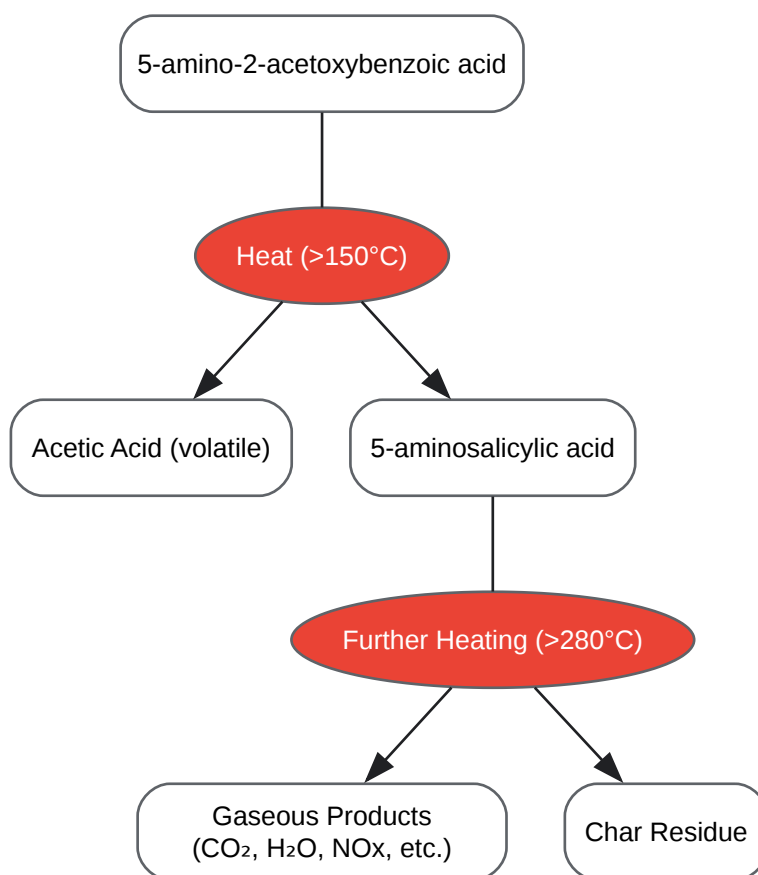 5-amino-2-acetoxybenzoic acid
Heat (>150°C)
Acetic Acid (volatile)
5-aminosalicylic acid
Further Heating (>280°C)
Gaseous Products
(CO₂, H₂O, NOx, etc.)
Char Residue